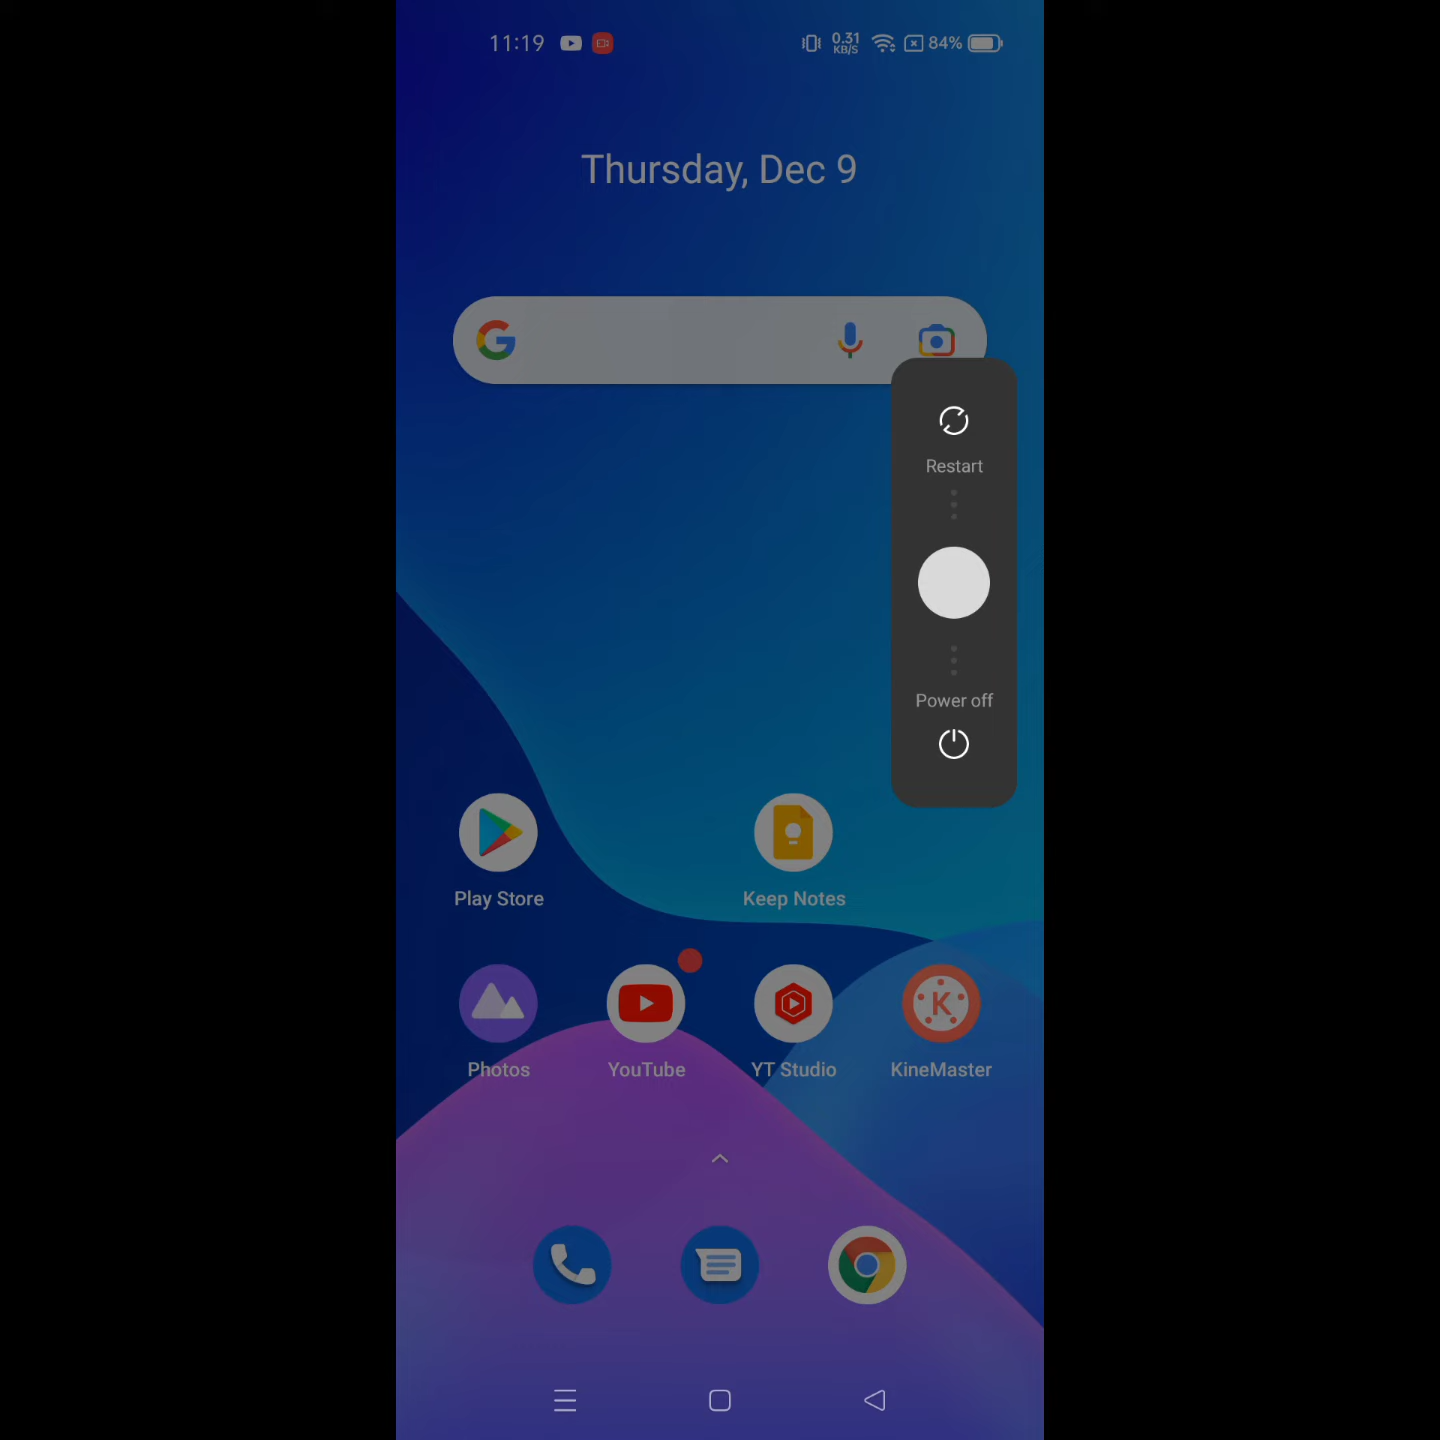 11:19
0.31
KB/S
84%
Thursday, Dec 9
Restart
Power off
Play Store
Keep Notes
Photos
YouTube
YT Studio
KineMaster